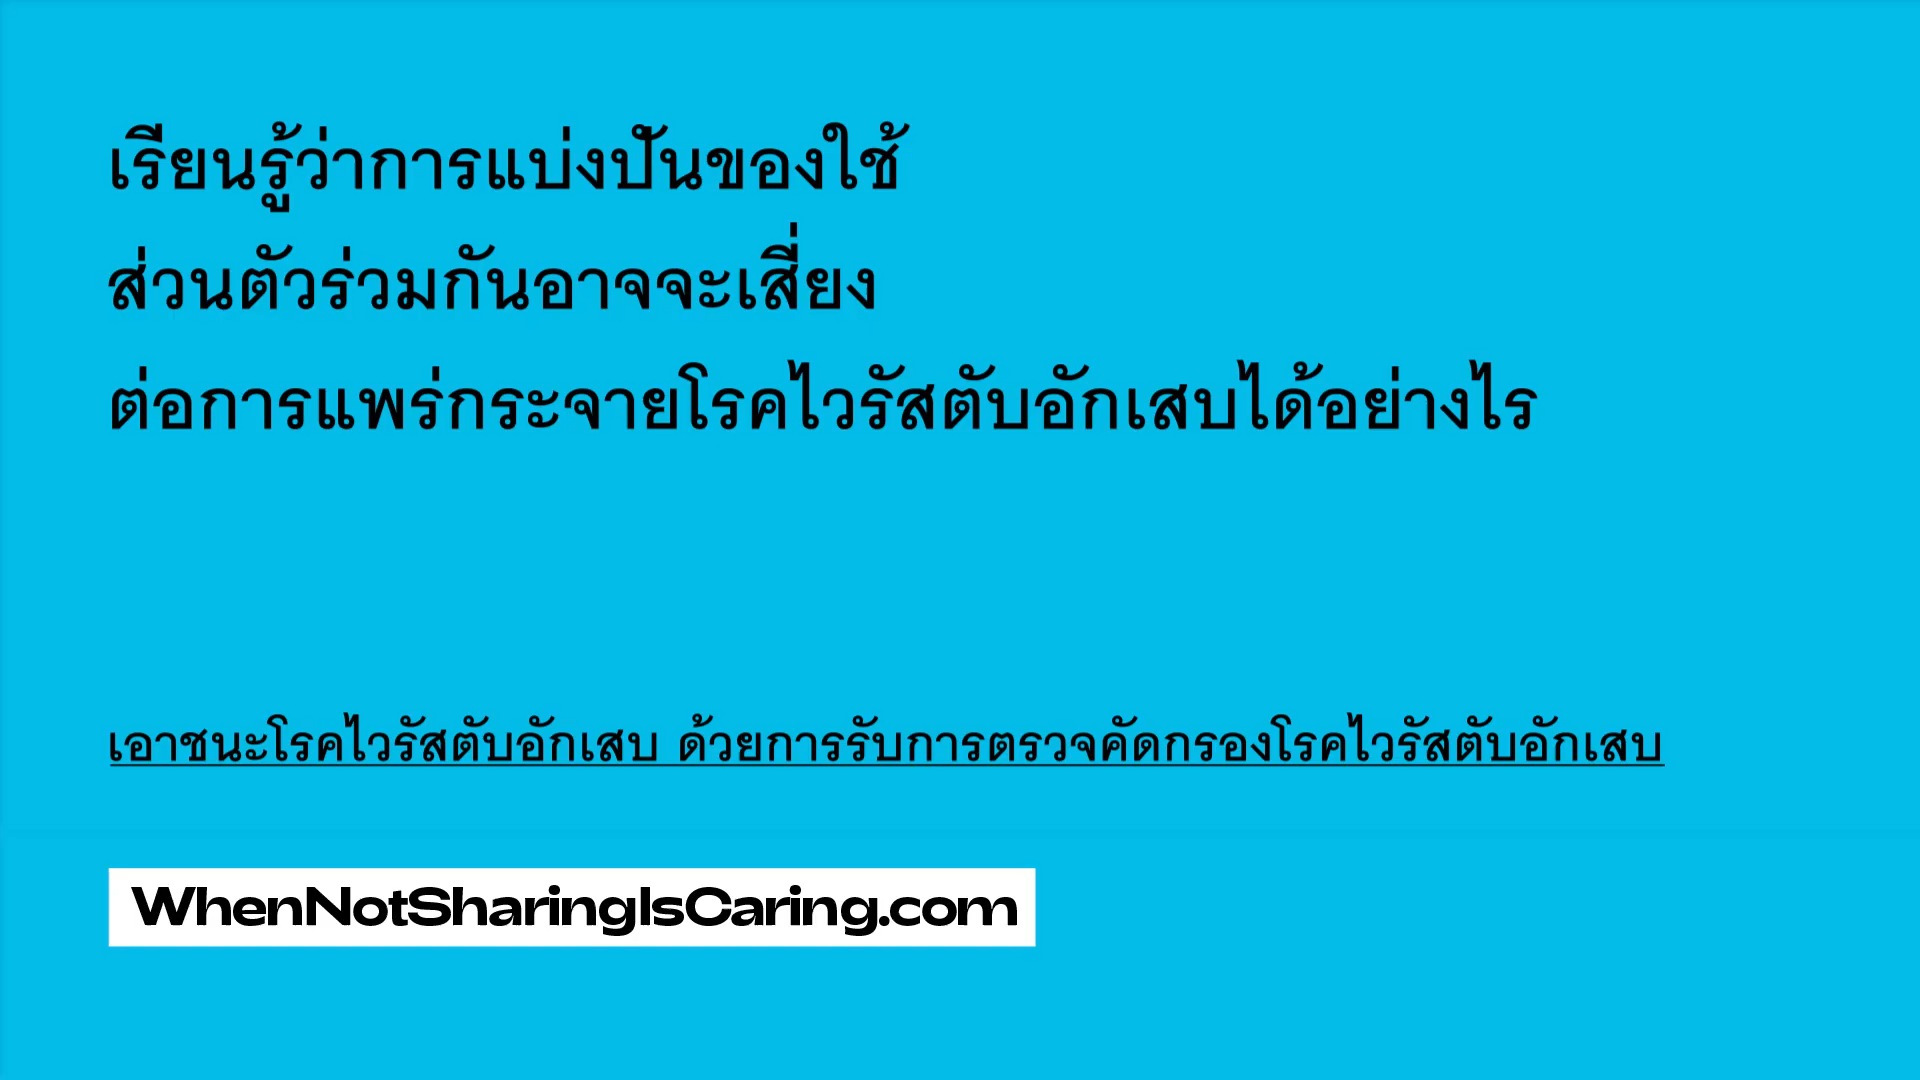 เรียนรู้ว่าการแบ่งปันของใช้
ส่วนตัวร่วมกันอาจจะเสี่ยง
ต่อการแพร่กระจายโรคไวรัสตับอักเสบได้อย่างไร
เอาชนะโรคไวรัสตับอักเสบ ด้วยการรับการตรวจคัดกรองโรคไวรัสตับอักเสบ
WhenNotSharingIsCaring.com